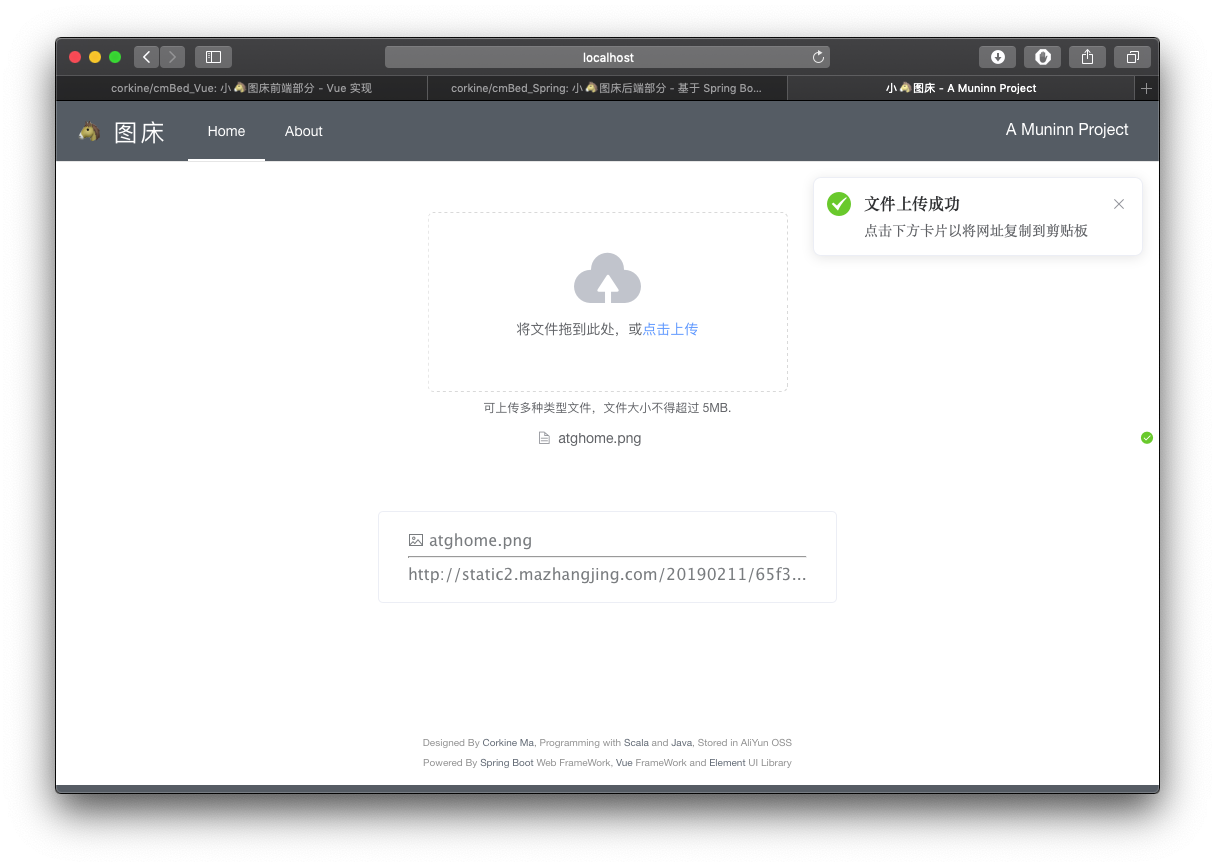 localhost
corkine/cmBed_Vue: 小🐴图床前端部分 - Vue 实现
corkine/cmBed_Spring: 小🐴图床后端部分 - 基于 Spring Bo...
小🐴图床 - A Muninn Project
图床
Home
About
A Muninn Project
文件上传成功
点击下方卡片以将网址复制到剪贴板
将文件拖到此处，或点击上传
可上传多种类型文件，文件大小不得超过 5MB.
atghome.png
atghome.png
http://static2.mazhangjing.com/20190211/65f3...
Designed By Corkine Ma, Programming with Scala and Java, Stored in AliYun OSS
Powered By Spring Boot Web FrameWork, Vue FrameWork and Element UI Library